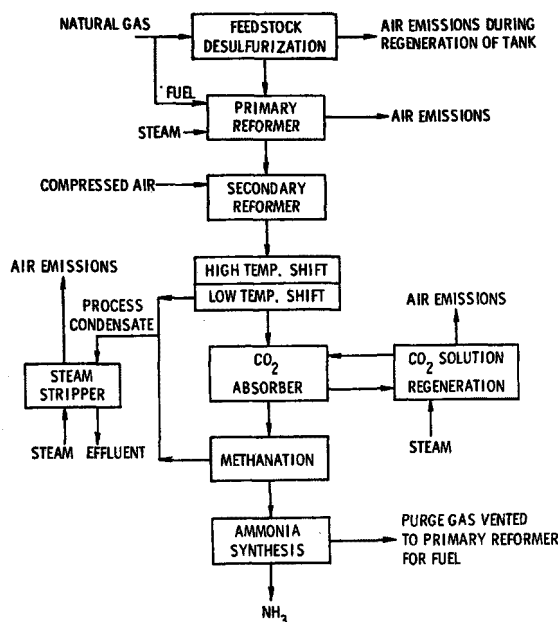 NATURAL GAS
FEEDSTOCK
DESULFURIZATION
AIR EMISSIONS DURING
REGENERATION OF TANK
FUEL
PRIMARY
REFORMER
AIR EMISSIONS
STEAM
COMPRESSED AIR
SECONDARY
REFORMER
HIGH TEMP. SHIFT
LOW TEMP. SHIFT
AIR EMISSIONS
PROCESS
CONDENSATE
AIR EMISSIONS
STEAM
STRIPPER
CO2
ABSORBER
CO2 SOLUTION
REGENERATION
STEAM
EFFLUENT
METHANATION
STEAM
AMMONIA
SYNTHESIS
PURGE GAS VENTED
TO PRIMARY REFORMER
FOR FUEL
NH3